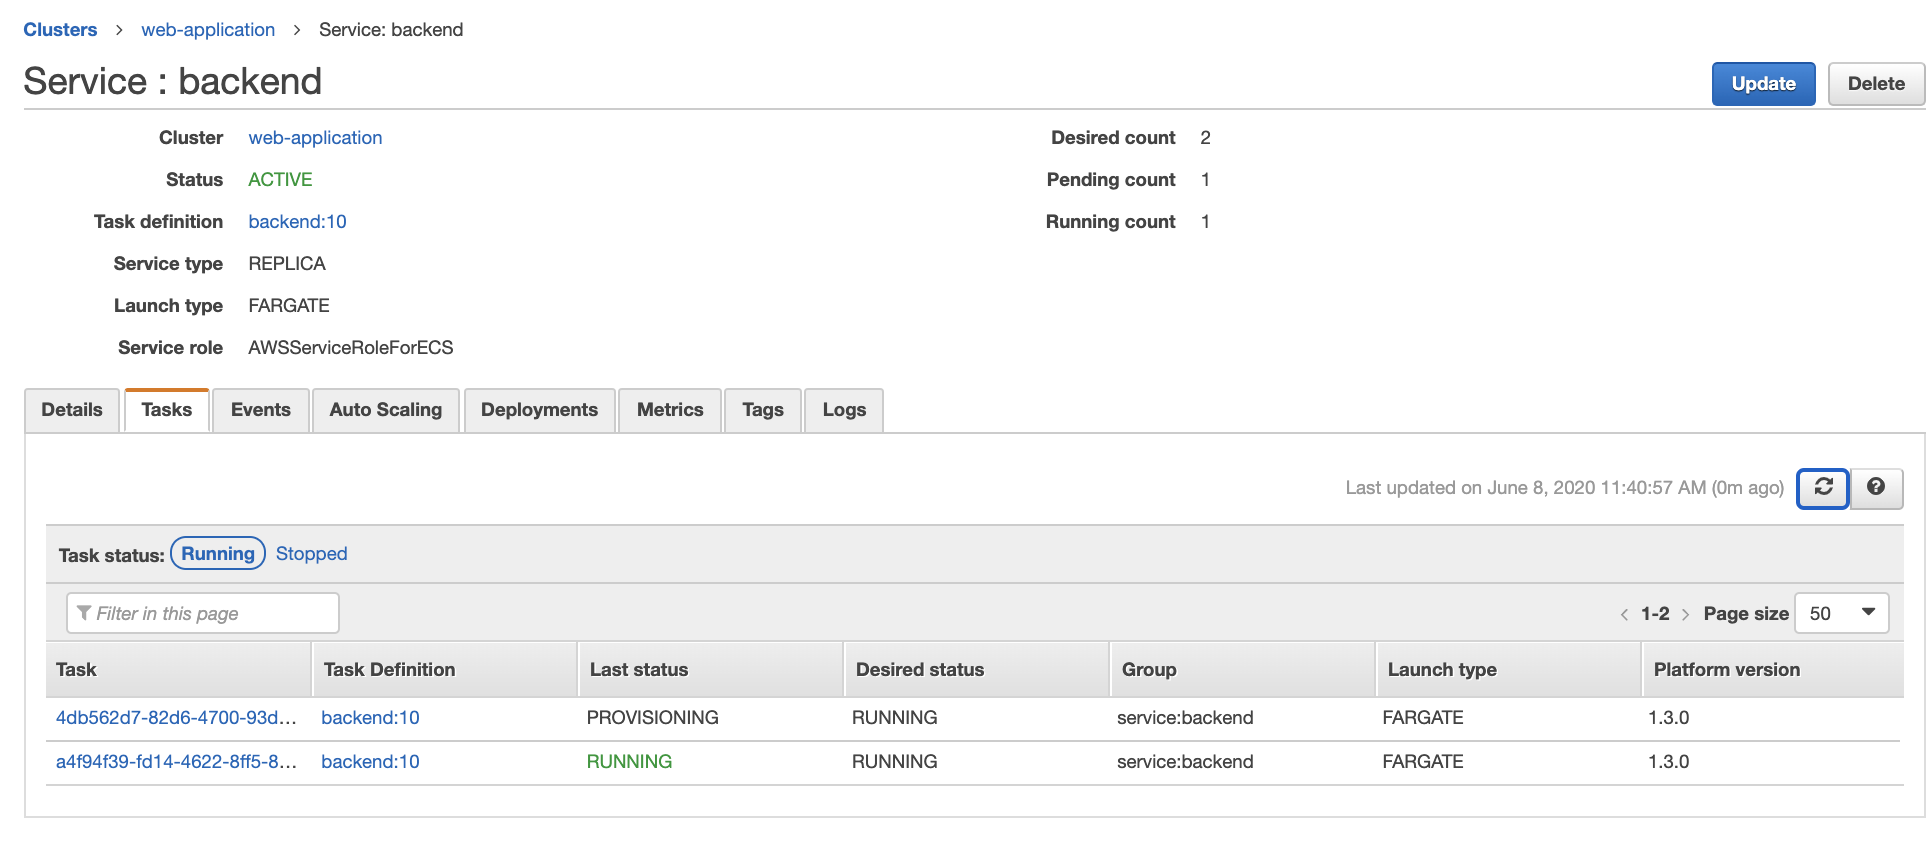 Clusters > web-application > Service: backend
Service : backend
Update Delete
Cluster web-application Desired count 2
Status ACTIVE Pending count 1
Task definition backend:10 Running count 1
Service type REPLICA
Launch type FARGATE
Service role AWSServiceRoleForECS
Details Tasks Events Auto Scaling Deployments Metrics Tags Logs
Last updated on June 8, 2020 11:40:57 AM (0m ago)
Task status: Running Stopped
Filter in this page < 1-2 > Page size 50
Task Task Definition Last status Desired status Group Launch type Platform version
4db562d7-82d6-4700-93d... backend:10 PROVISIONING RUNNING service:backend FARGATE 1.3.0
a4f94f39-fd14-4622-8ff5-8... backend:10 RUNNING RUNNING service:backend FARGATE 1.3.0